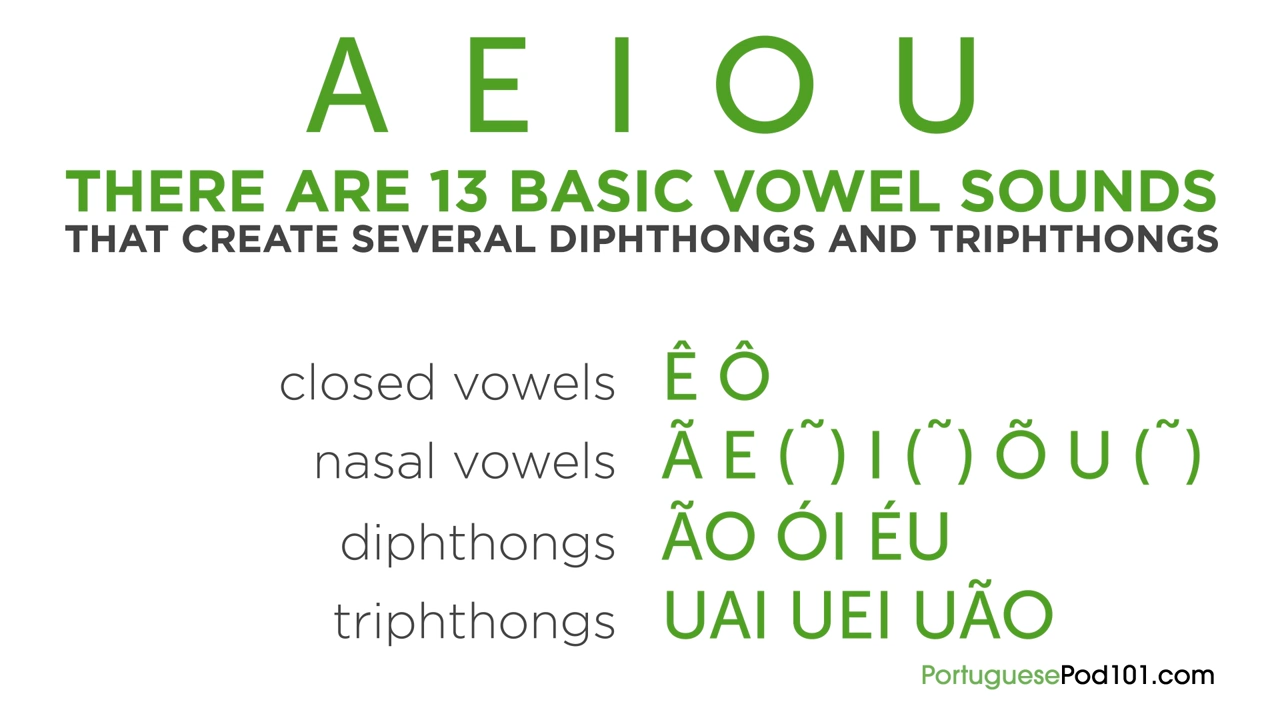 A E I O U
THERE ARE 13 BASIC VOWEL SOUNDS
THAT CREATE SEVERAL DIPHTHONGS AND TRIPHTHONGS
closed vowels Ê Ô
nasal vowels Ã E (˜) I (˜) Õ U (˜)
diphthongs ÃO ÓI ÉU
triphthongs UAI UEI UÃO
PortuguesePod101.com